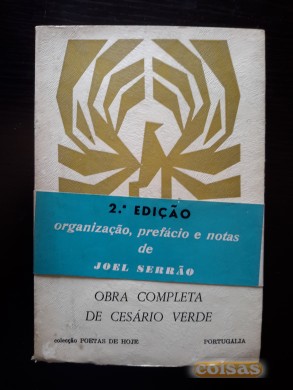 2.ª EDIÇÃO
organização, prefácio e notas
de
JOEL SERRÃO
OBRA COMPLETA
DE CESÁRIO VERDE
colecção POETAS DE HOJE PORTUGÁLIA
coisas